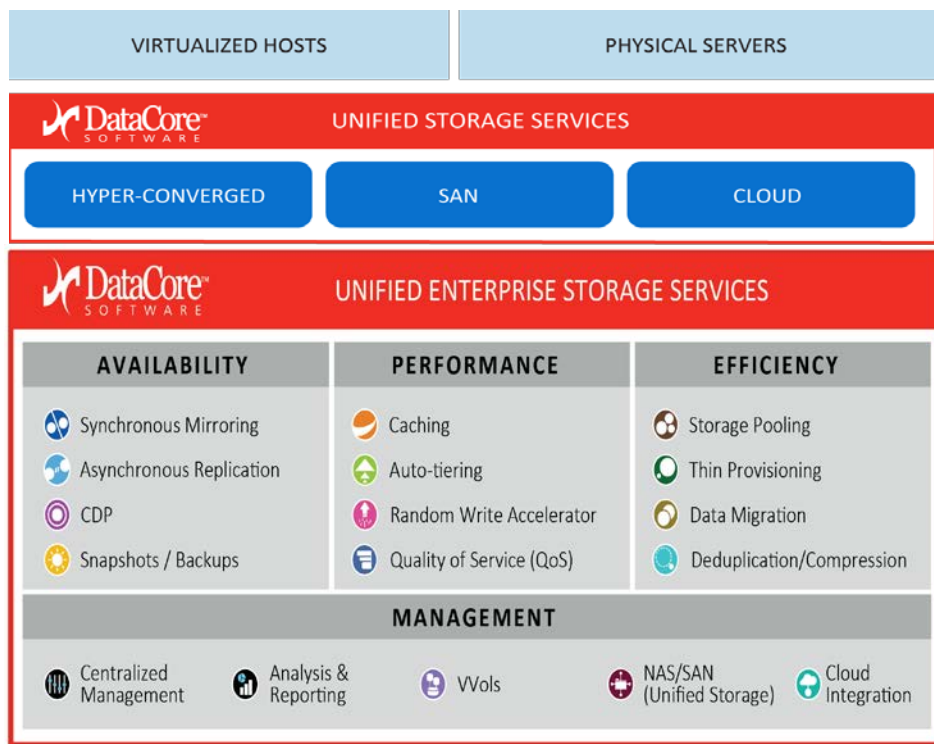 VIRTUALIZED HOSTS
PHYSICAL SERVERS
DataCore™
SOFTWARE
UNIFIED STORAGE SERVICES
HYPER-CONVERGED
SAN
CLOUD
DataCore™
SOFTWARE
UNIFIED ENTERPRISE STORAGE SERVICES
AVAILABILITY
Synchronous Mirroring
Asynchronous Replication
CDP
Snapshots / Backups
PERFORMANCE
Caching
Auto-tiering
Random Write Accelerator
Quality of Service (QoS)
EFFICIENCY
Storage Pooling
Thin Provisioning
Data Migration
Deduplication/Compression
MANAGEMENT
Centralized
Management
Analysis &
Reporting
VVols
NAS/SAN
(Unified Storage)
Cloud
Integration